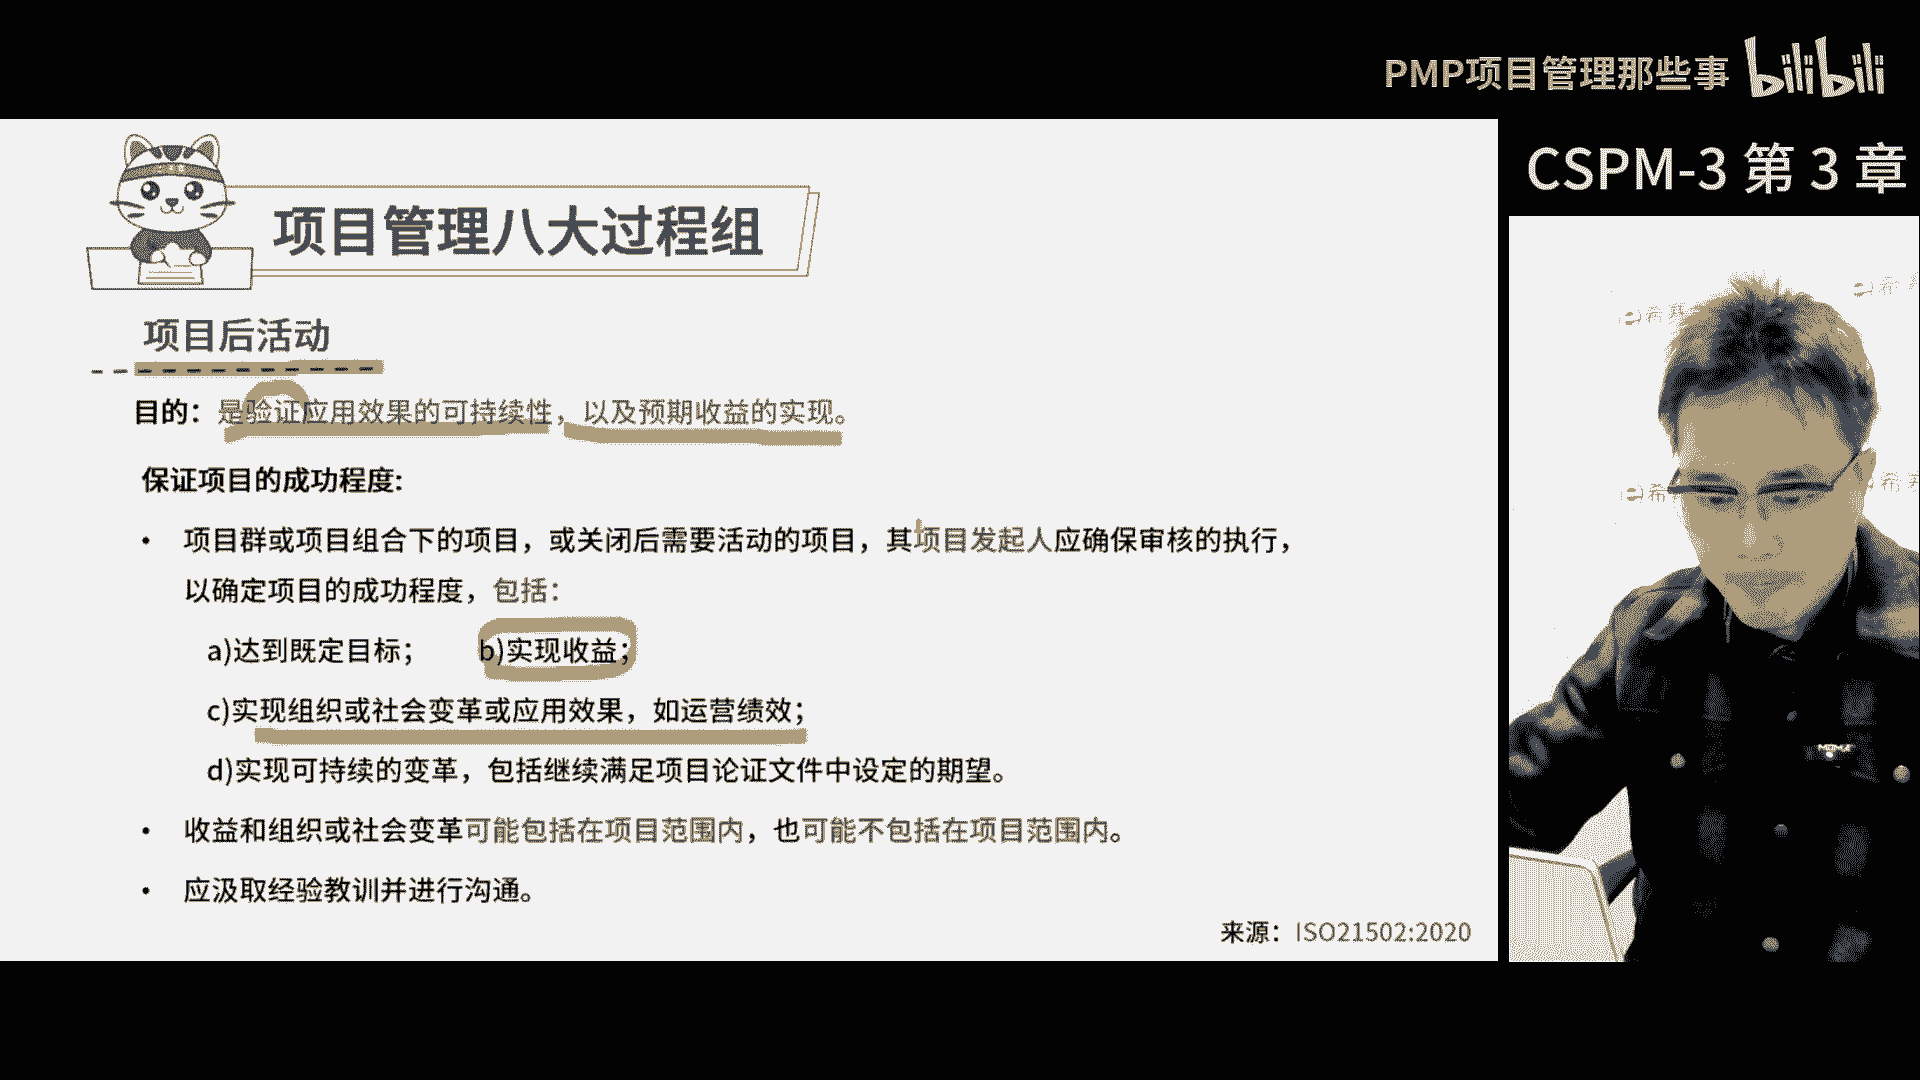 PMP项目管理那些事 bilibili
CSPM-3 第 3 章
项目管理八大过程组
项目后活动
目的：是验证应用效果的可持续性，以及预期收益的实现。
保证项目的成功程度：
• 项目群或项目组合下的项目，或关闭后需要活动的项目，其项目发起人应确保审核的执行，
以确定项目的成功程度，包括：
a)达到既定目标； b)实现收益；
c)实现组织或社会变革或应用效果，如运营绩效；
d)实现可持续的变革，包括继续满足项目论证文件中设定的期望。
• 收益和组织或社会变革可能包括在项目范围内，也可能不包括在项目范围内。
• 应汲取经验教训并进行沟通。
来源：ISO21502:2020